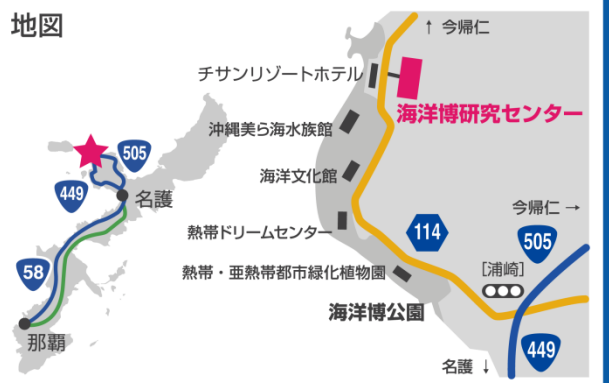 地図
↑ 今帰仁
チサンリゾートホテル
海洋博研究センター
沖縄美ら海水族館
505
449
海洋文化館
名護
今帰仁 →
熱帯ドリームセンター
114
505
58
熱帯・亜熱帯都市緑化植物園
[浦崎]
海洋博公園
那覇
449
名護 ↓